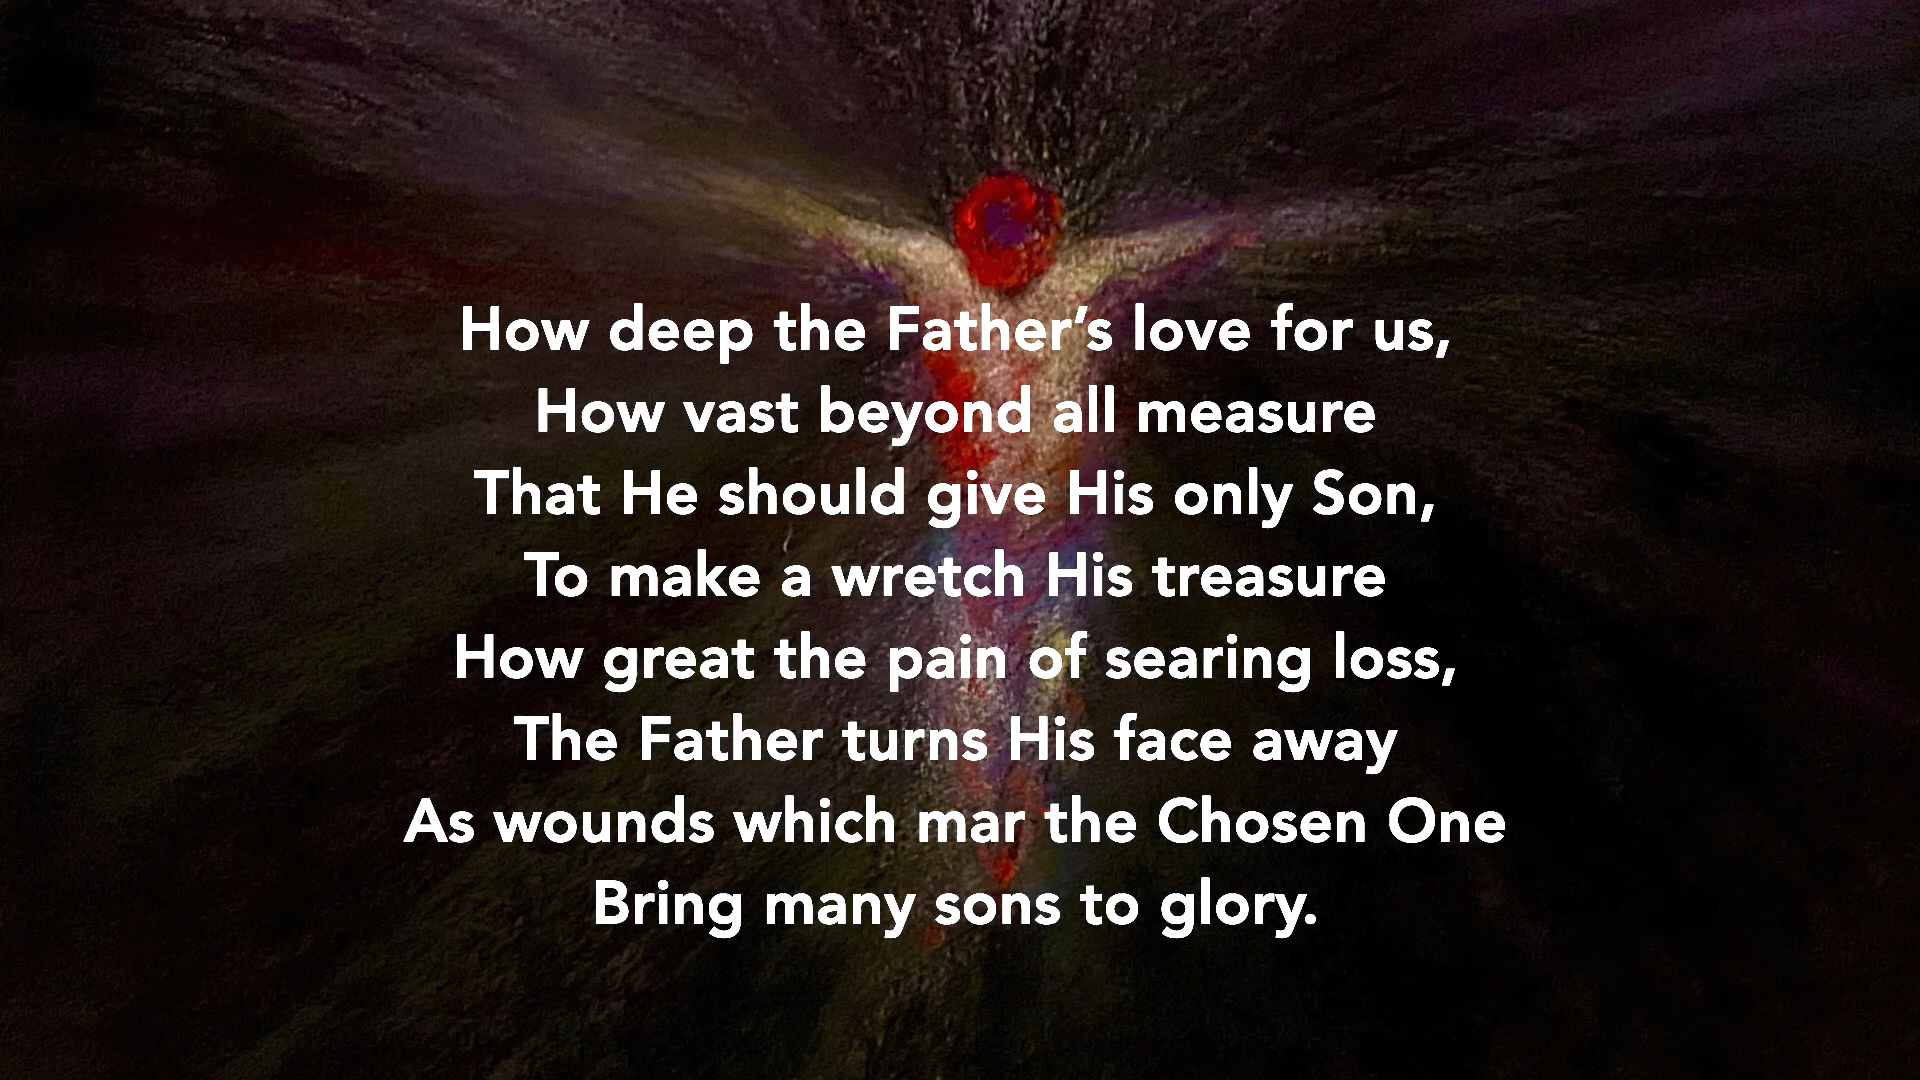 How deep the Father’s love for us,
How vast beyond all measure
That He should give His only Son,
To make a wretch His treasure
How great the pain of searing loss,
The Father turns His face away
As wounds which mar the Chosen One
Bring many sons to glory.